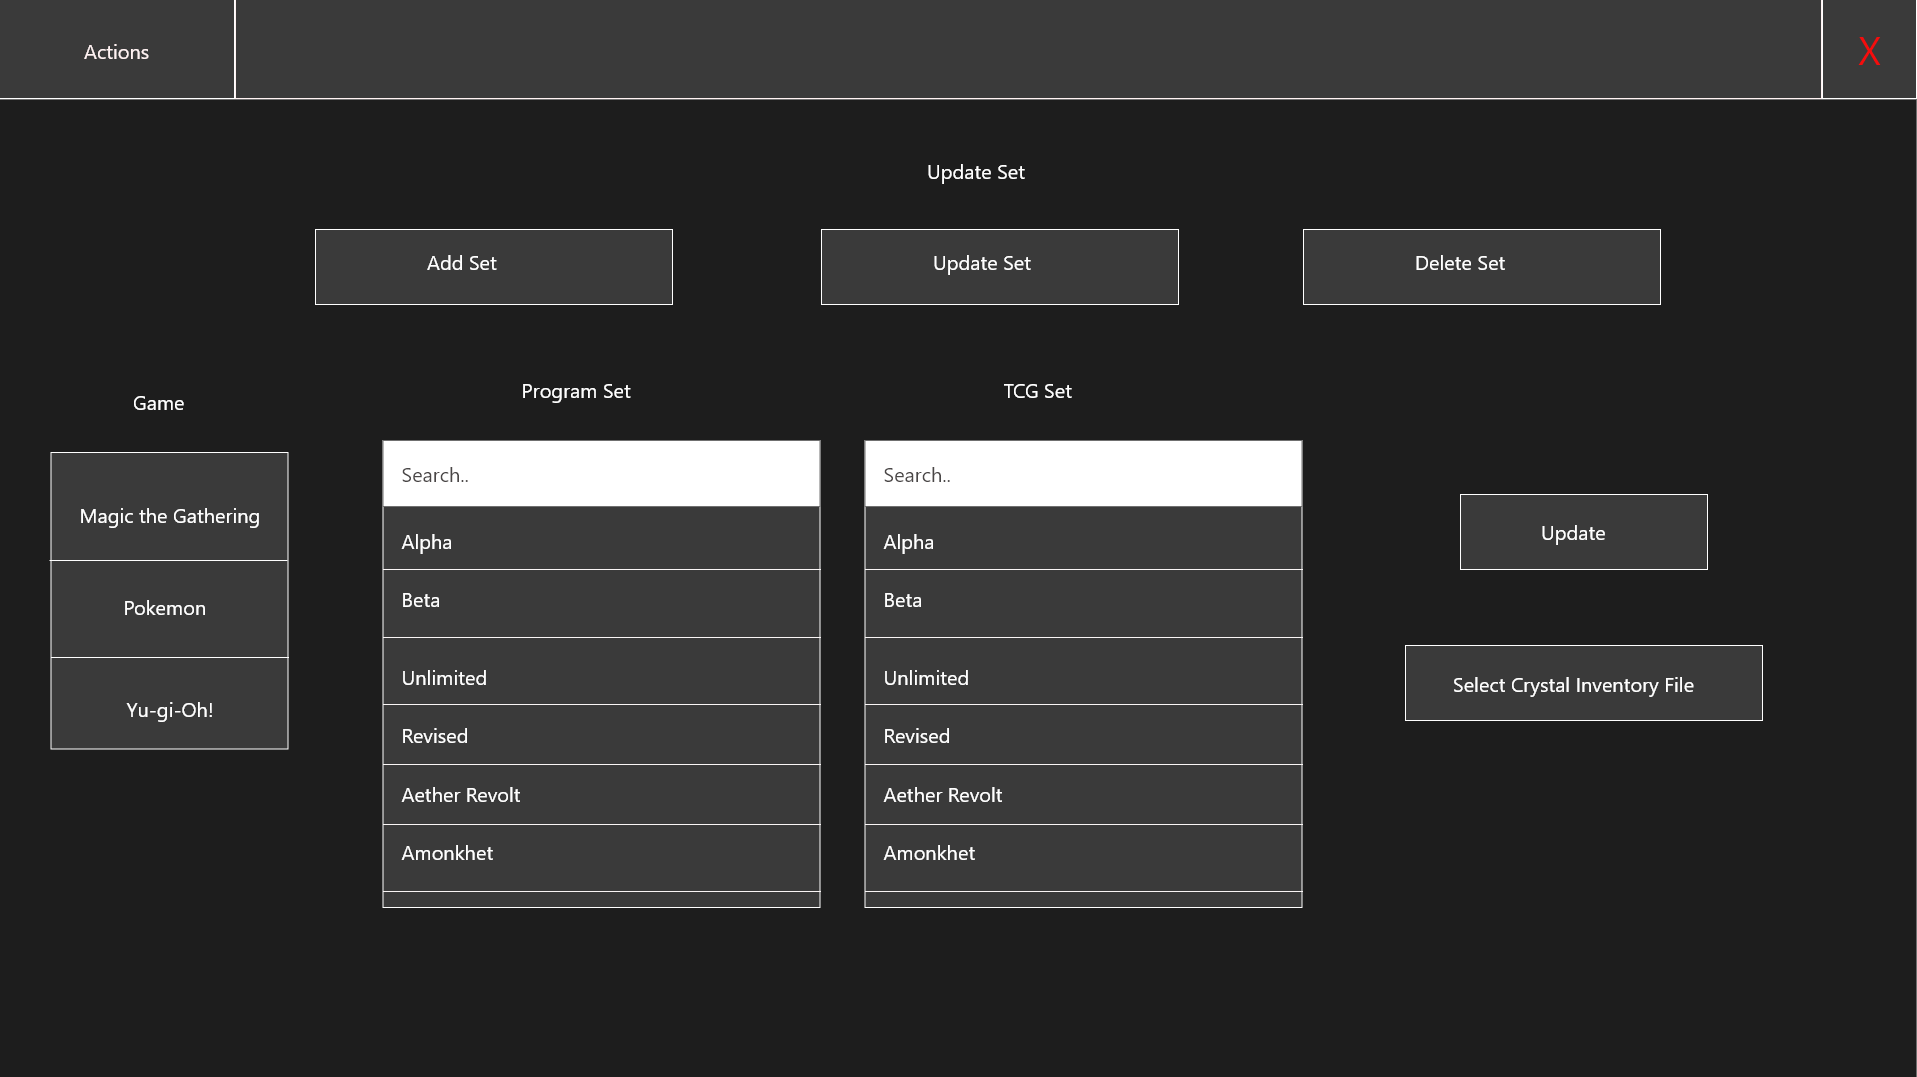 Actions
X
Update Set
Add Set
Update Set
Delete Set
Game
Magic the Gathering
Pokemon
Yu-gi-Oh!
Program Set
Search..
Alpha
Beta
Unlimited
Revised
Aether Revolt
Amonkhet
TCG Set
Search..
Alpha
Beta
Unlimited
Revised
Aether Revolt
Amonkhet
Update
Select Crystal Inventory File